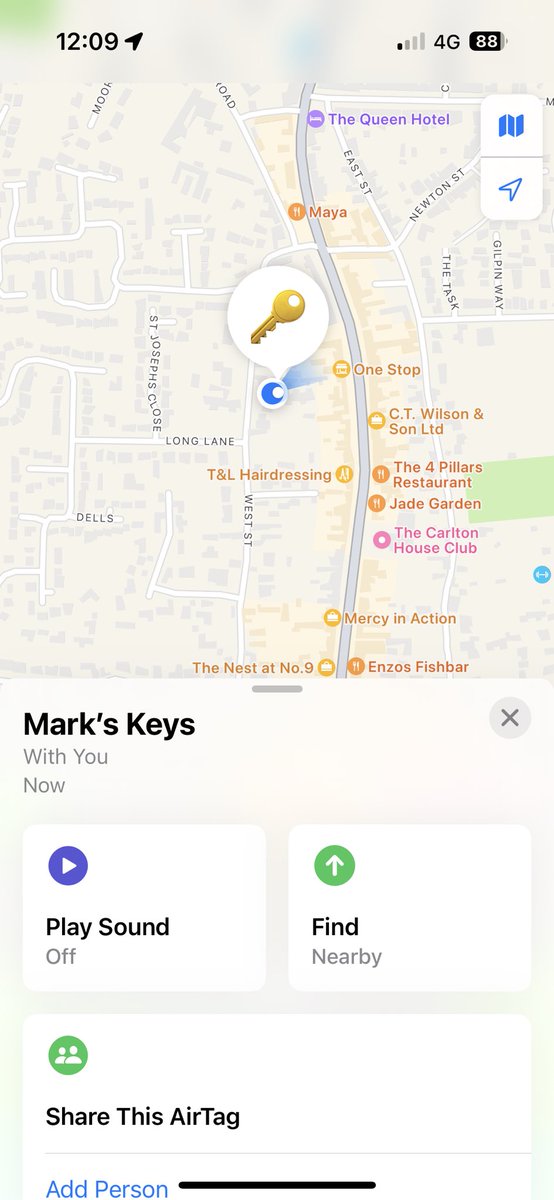 12:09
4G
88
MOOR
ROAD
The Queen Hotel
EAST ST
NEWTON ST
Maya
THE TASK
GILPIN WAY
ST JOSEPHS CLOSE
One Stop
C.T. Wilson &
Son Ltd
LONG LANE
T&L Hairdressing
The 4 Pillars
Restaurant
Jade Garden
WEST ST
DELLS
The Carlton
House Club
Mercy in Action
The Nest at No.9
Enzos Fishbar
Mark’s Keys
With You
Now
Play Sound
Off
Find
Nearby
Share This AirTag
Add Person